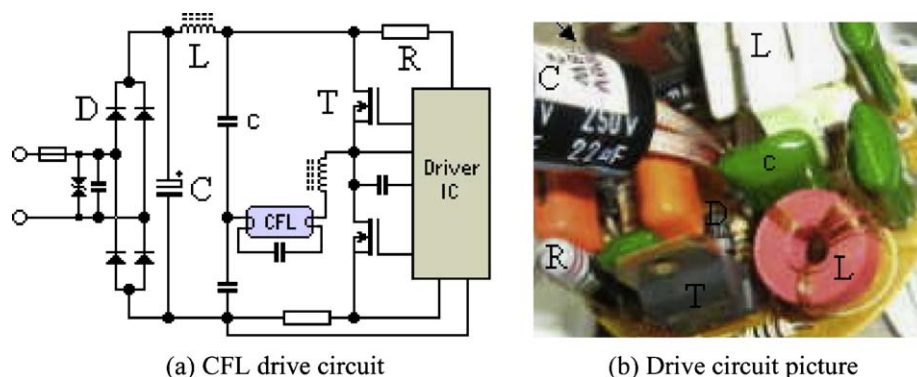 L
R
D
T
C
C
Driver
IC
CFL
(a) CFL drive circuit
C
L
250V
22µF
C
D
R
T
L
(b) Drive circuit picture